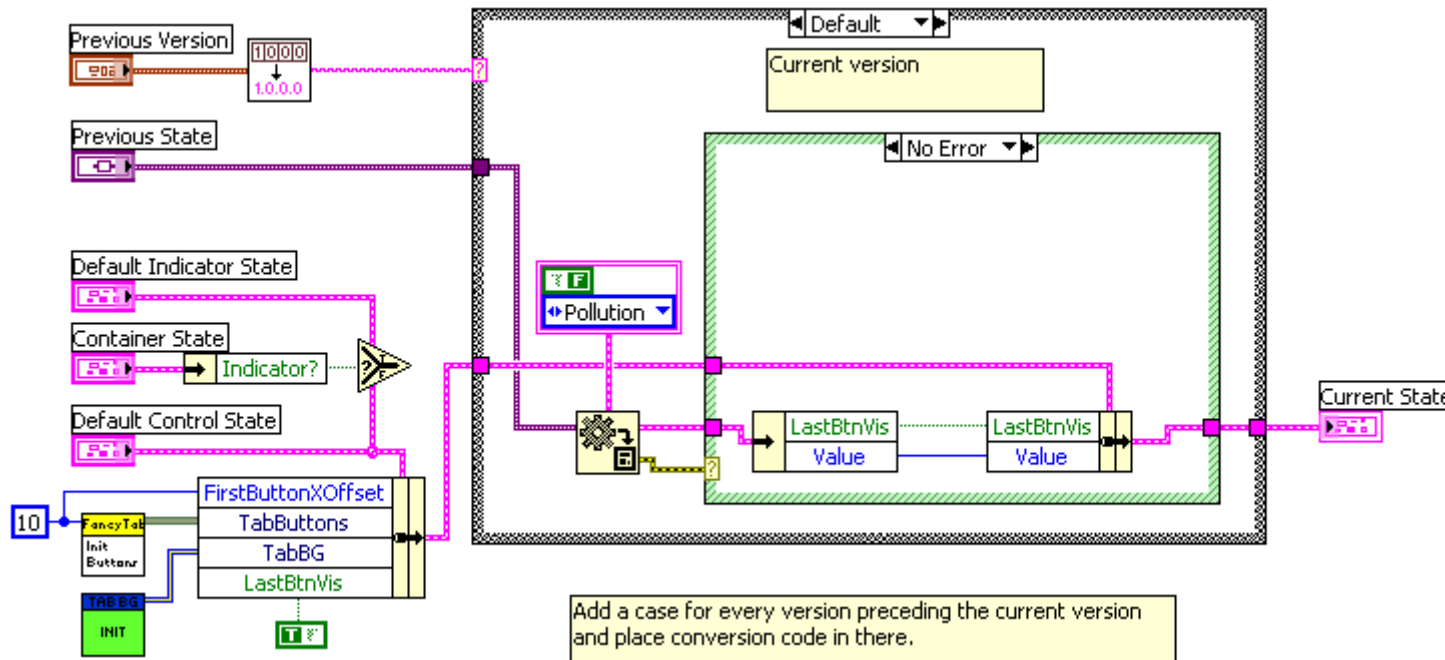 Default
Previous Version
1000
1.0.0.0
?
Current version
Previous State
No Error
Default Indicator State
F
Pollution
Container State
Indicator?
?
T
F
Default Control State
Current State
LastBtnVis
LastBtnVis
Value
Value
?
FirstButtonXOffset
10
FancyTab
TabButtons
Init
Buttons
TabBG
LastBtnVis
TAB BG
INIT
T
Add a case for every version preceding the current version
and place conversion code in there.